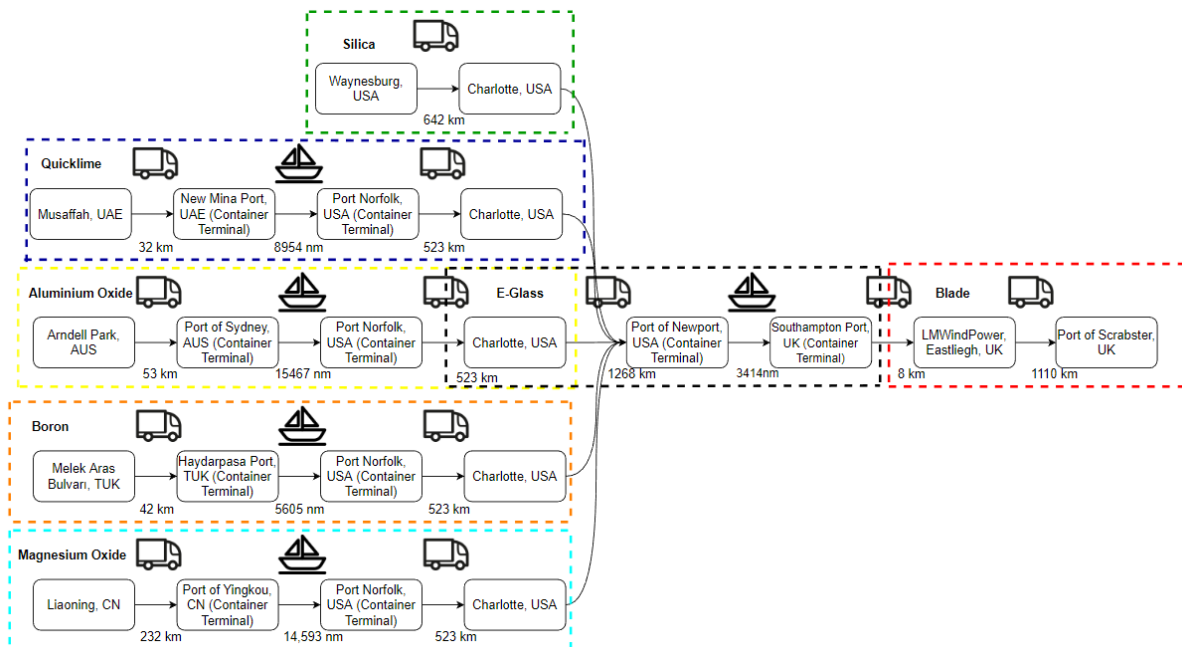 Silica
Waynesburg,
USA
Charlotte, USA
642 km
Quicklime
Musaffah, UAE
New Mina Port,
UAE (Container
Terminal)
Port Norfolk,
USA (Container
Terminal)
Charlotte, USA
32 km
8954 nm
523 km
Aluminium Oxide
Arndell Park,
AUS
Port of Sydney,
AUS (Container
Terminal)
Port Norfolk,
USA (Container
Terminal)
53 km
15467 nm
523 km
E-Glass
Charlotte, USA
Port of Newport,
USA (Container
Terminal)
Southampton Port,
UK (Container
Terminal)
1268 km
3414nm
Blade
LMWindPower,
Eastliegh, UK
Port of Scrabster,
UK
8 km
1110 km
Boron
Melek Aras
Bulvarı, TUK
Haydarpasa Port,
TUK (Container
Terminal)
Port Norfolk,
USA (Container
Terminal)
Charlotte, USA
42 km
5605 nm
523 km
Magnesium Oxide
Liaoning, CN
Port of Yingkou,
CN (Container
Terminal)
Port Norfolk,
USA (Container
Terminal)
Charlotte, USA
232 km
14,593 nm
523 km